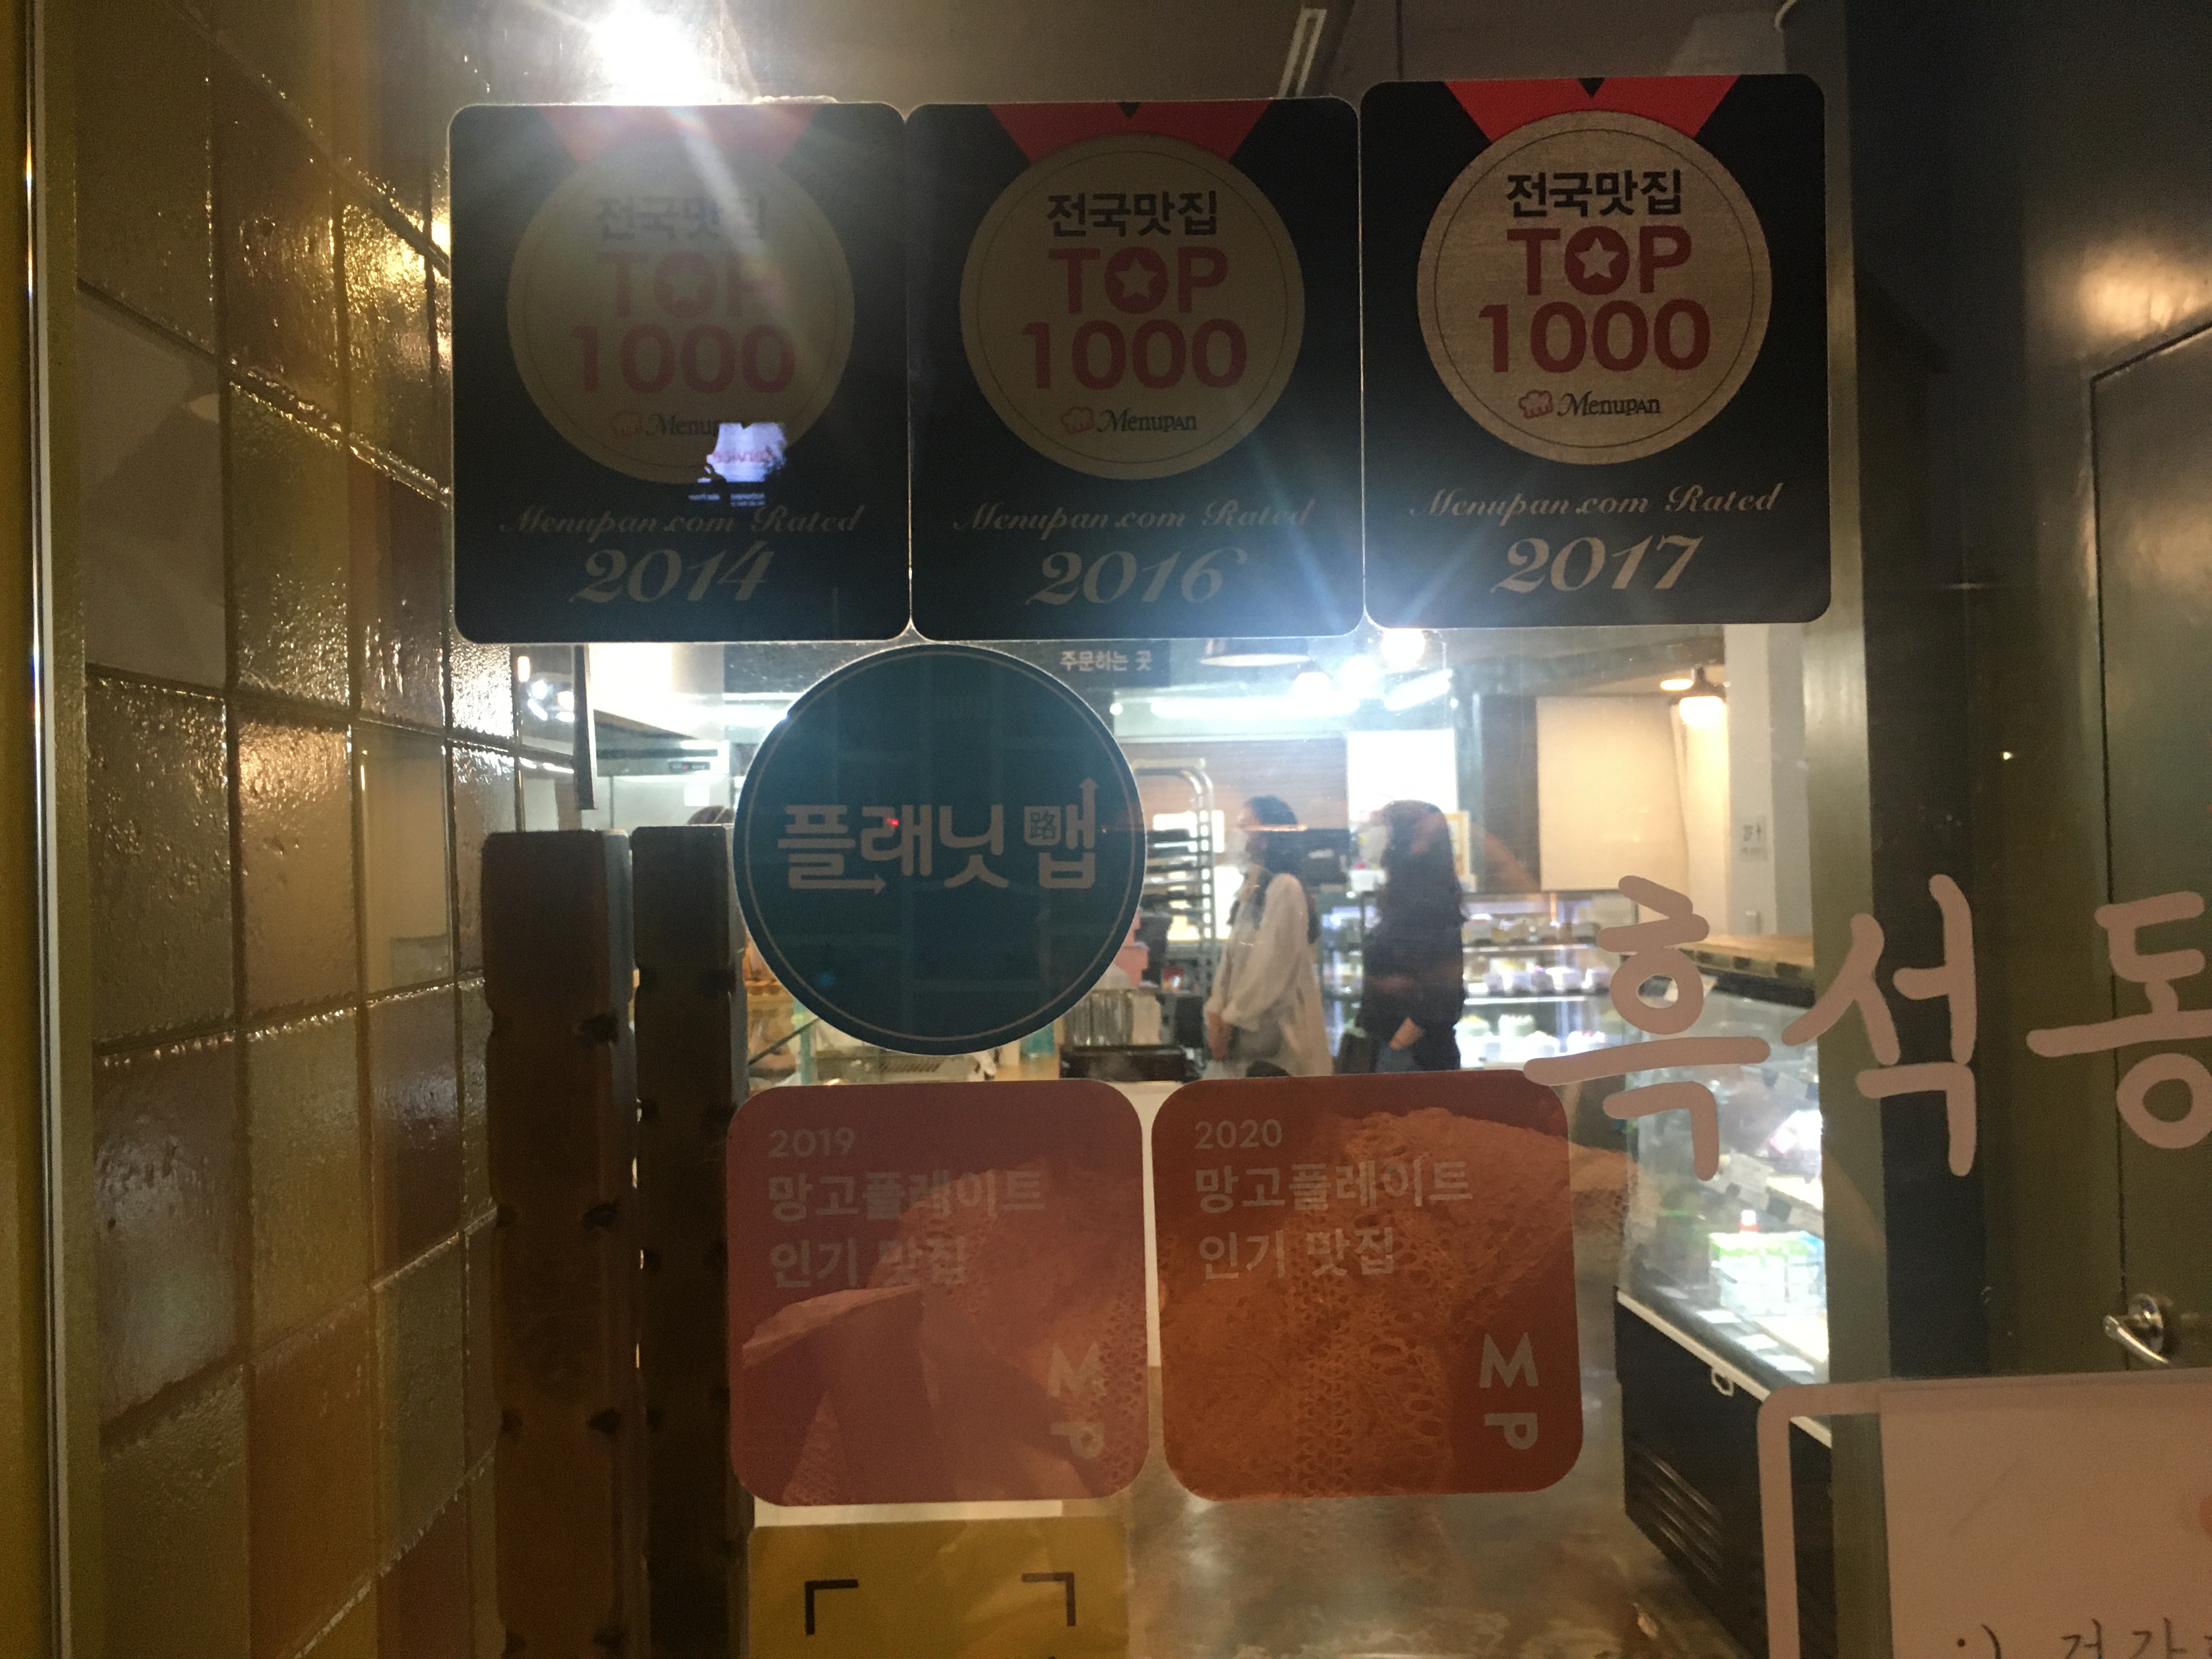 전국맛집
TOP
1000
Menupan
Menupan.com Rated
2014
전국맛집
TOP
1000
Menupan
Menupan.com Rated
2016
전국맛집
TOP
1000
Menupan
Menupan.com Rated
2017
주문하는 곳
플래닛 맵
路
흑석동
2019
망고플레이트
인기 맛집
MP
2020
망고플레이트
인기 맛집
MP